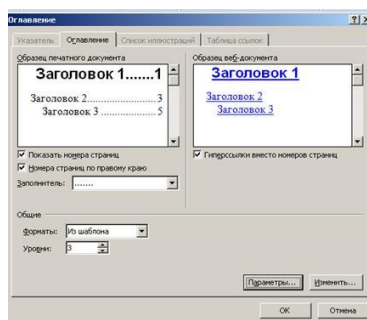 Оглавление
Указатель Оглавление Список иллюстраций Таблица ссылок
Образец печатного документа
Заголовок 1.......1
Заголовок 2........................3
Заголовок 3....................5
Образец веб-документа
Заголовок 1
Заголовок 2
Заголовок 3
Показать номера страниц
Номера страниц по правому краю
Заполнитель: .......
Гиперссылки вместо номеров страниц
Общие
Форматы: Из шаблона
Уровни: 3
Параметры... Изменить...
ОК Отмена